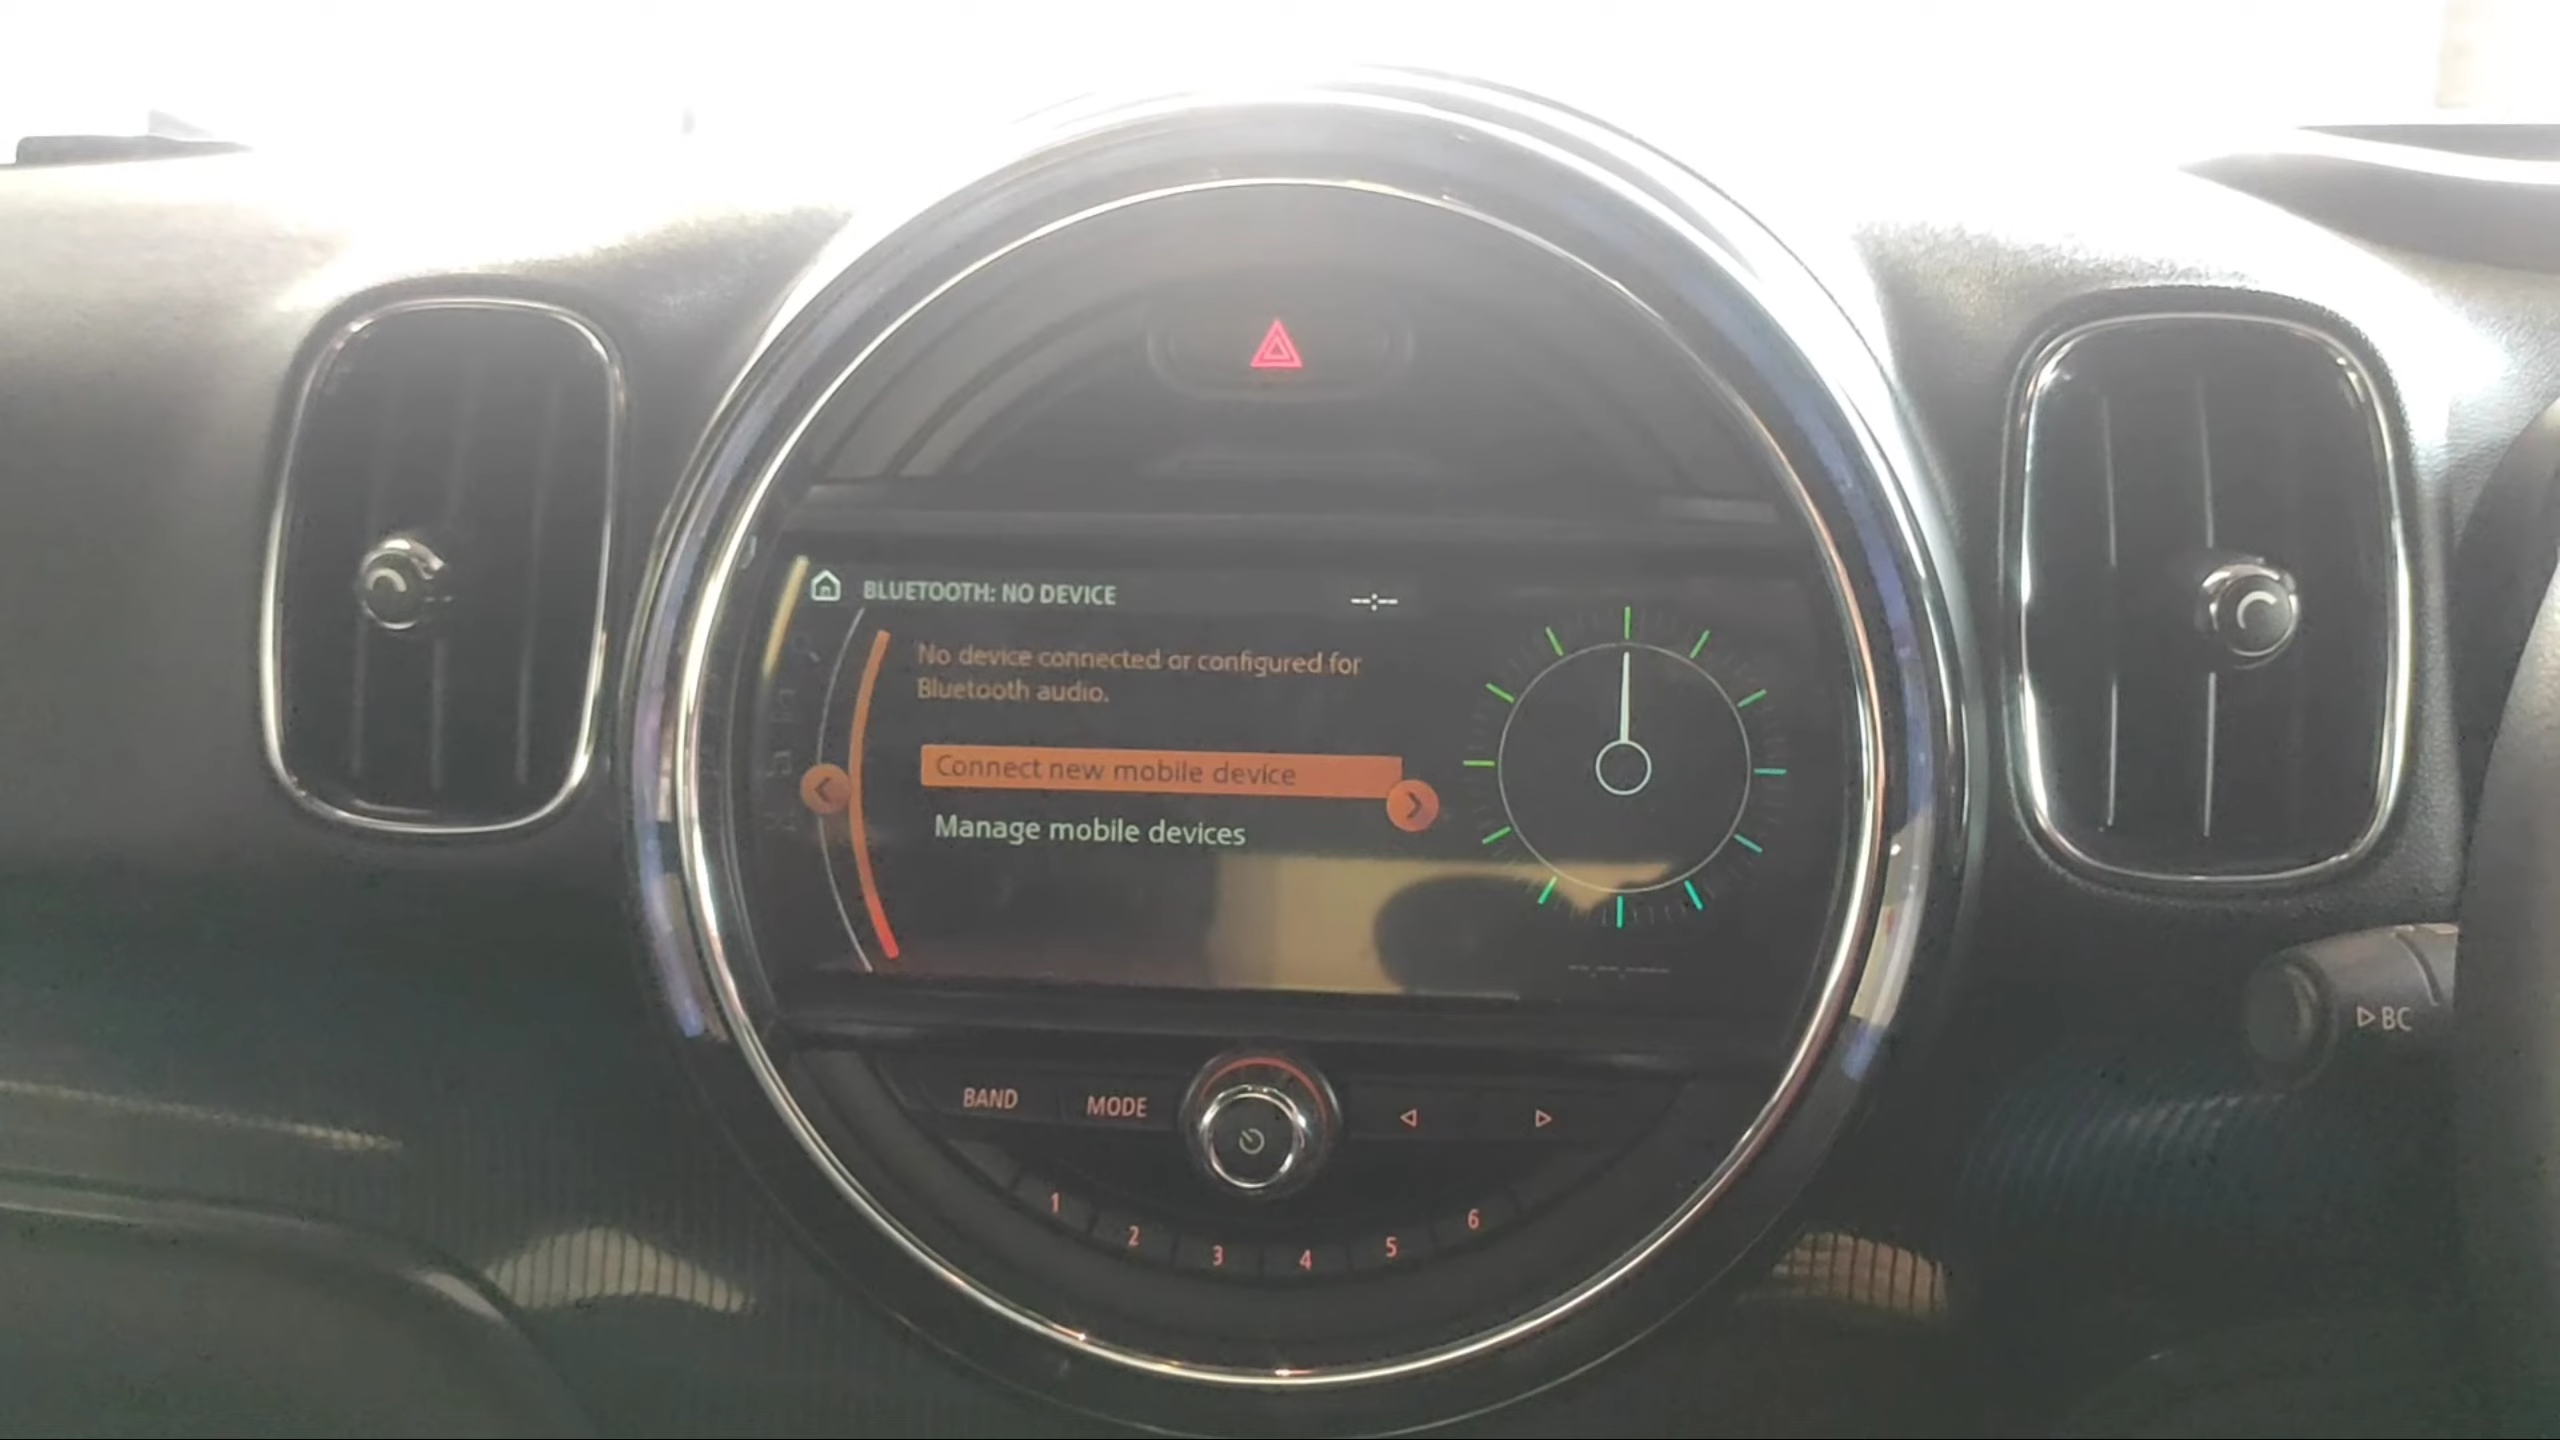 BLUETOOTH: NO DEVICE
--:--
No device connected or configured for
Bluetooth audio.
Connect new mobile device
Manage mobile devices
BAND
MODE
1
2
3
4
5
6
BC